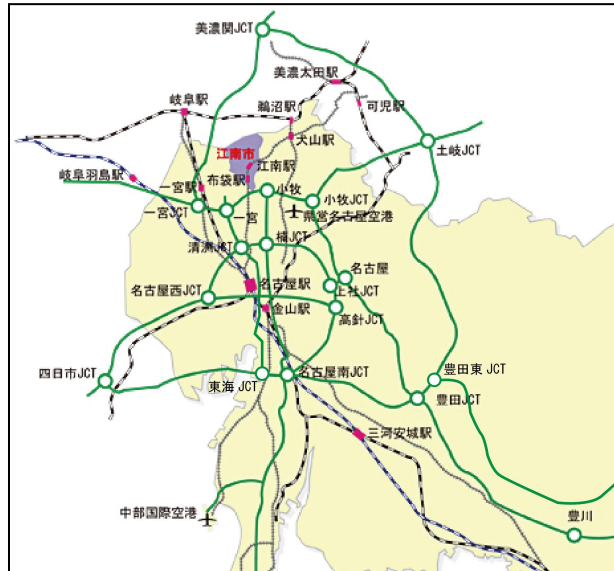 美濃関JCT
美濃太田駅
岐阜駅
鵜沼駅
可児駅
犬山駅
土岐JCT
江南市
江南駅
岐阜羽島駅
一宮駅
布袋駅
小牧
小牧JCT
一宮JCT
一宮
県営名古屋空港
清洲JCT
楠JCT
名古屋
名古屋駅
上社JCT
名古屋西JCT
金山駅
高針JCT
四日市JCT
東海JCT
名古屋南JCT
豊田東JCT
豊田JCT
三河安城駅
中部国際空港
豊川